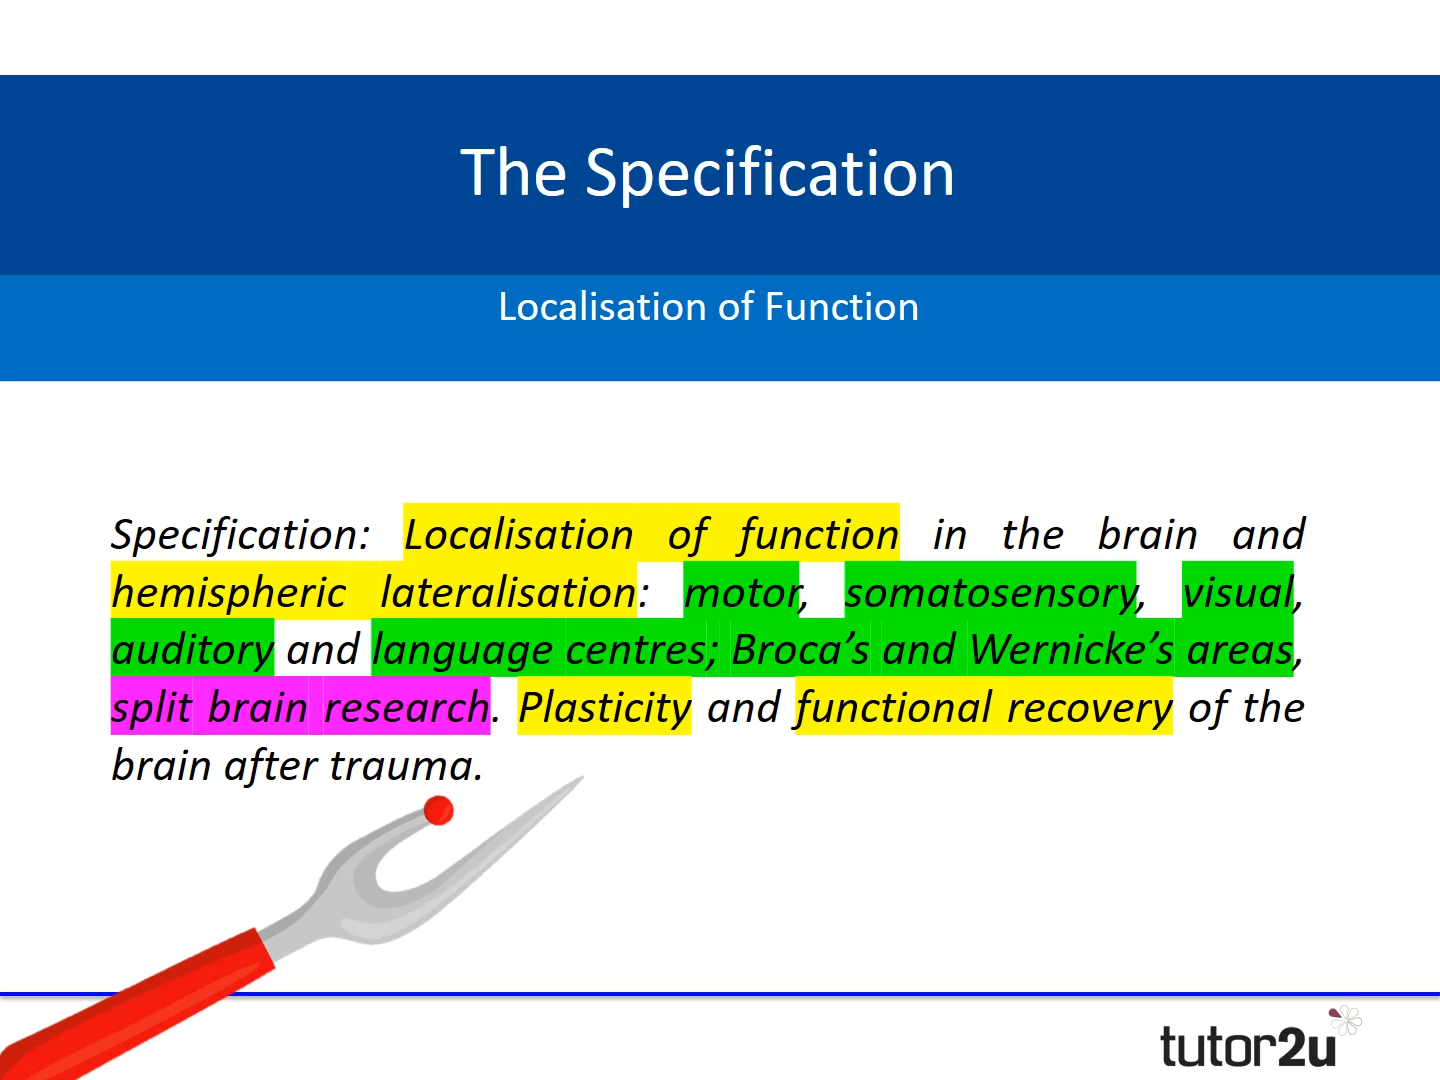 The Specification
Localisation of Function
Specification: Localisation of function in the brain and
hemispheric lateralisation: motor, somatosensory, visual,
auditory and language centres; Broca’s and Wernicke’s areas,
split brain research. Plasticity and functional recovery of the
brain after trauma.
tutor2u